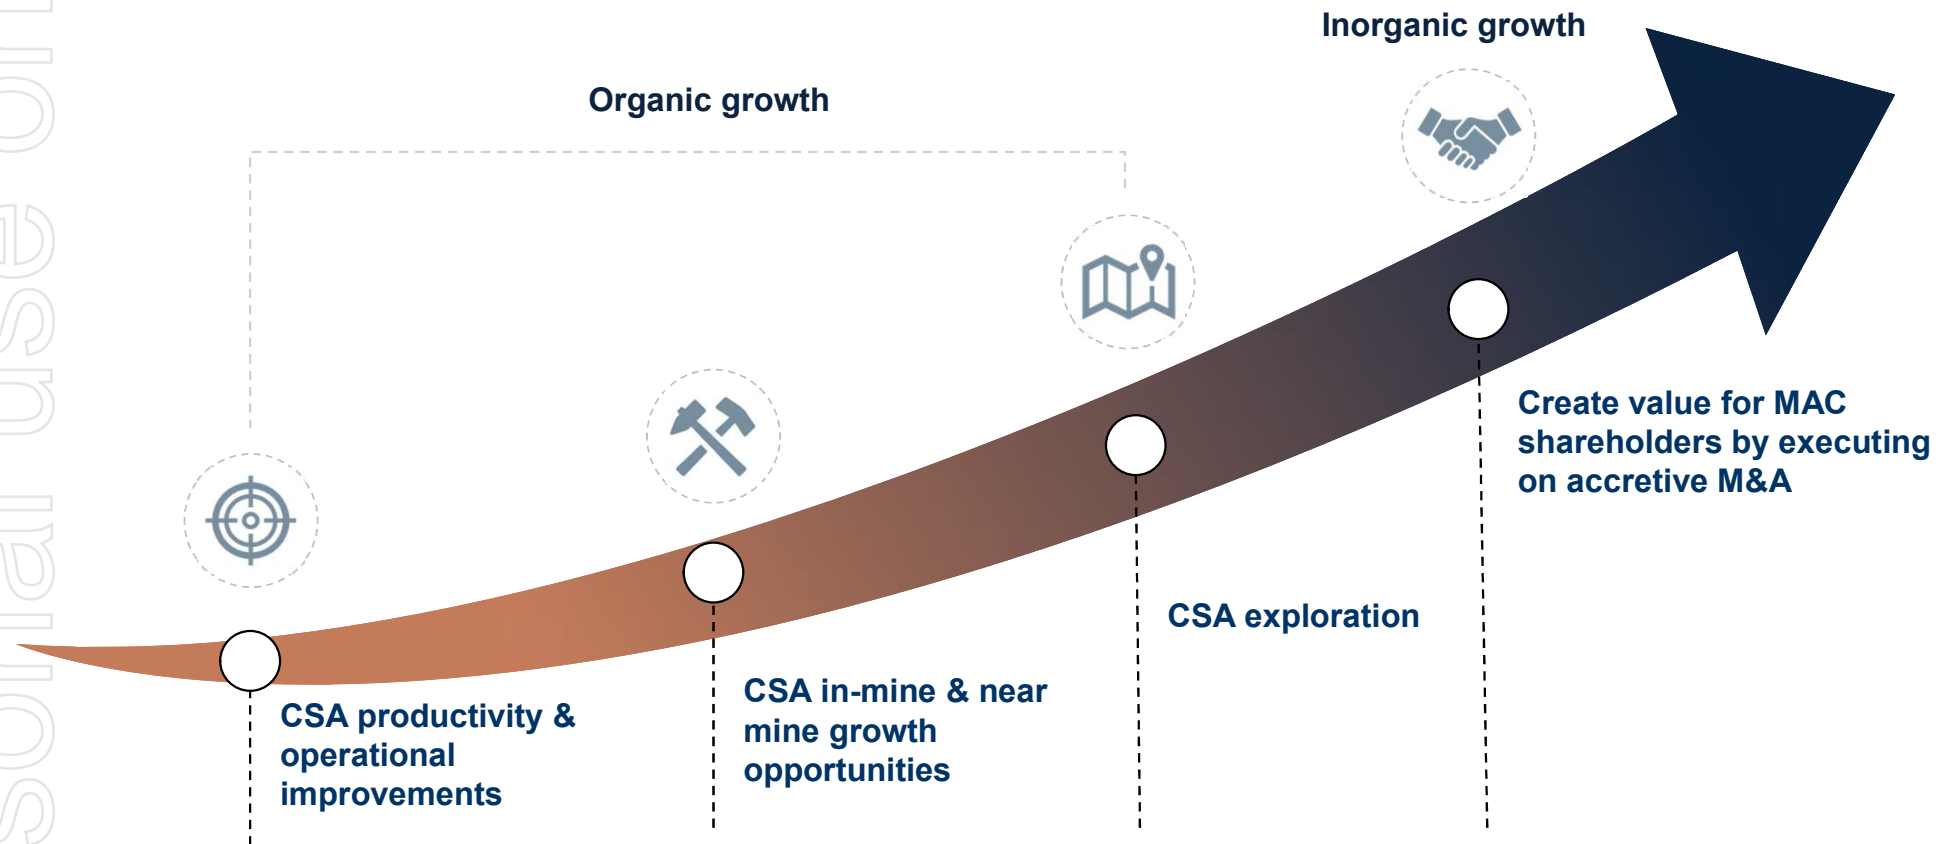 Inorganic growth
Organic growth
Create value for MAC
shareholders by executing
on accretive M&A
CSA exploration
CSA in-mine & near
mine growth
opportunities
CSA productivity &
operational
improvements